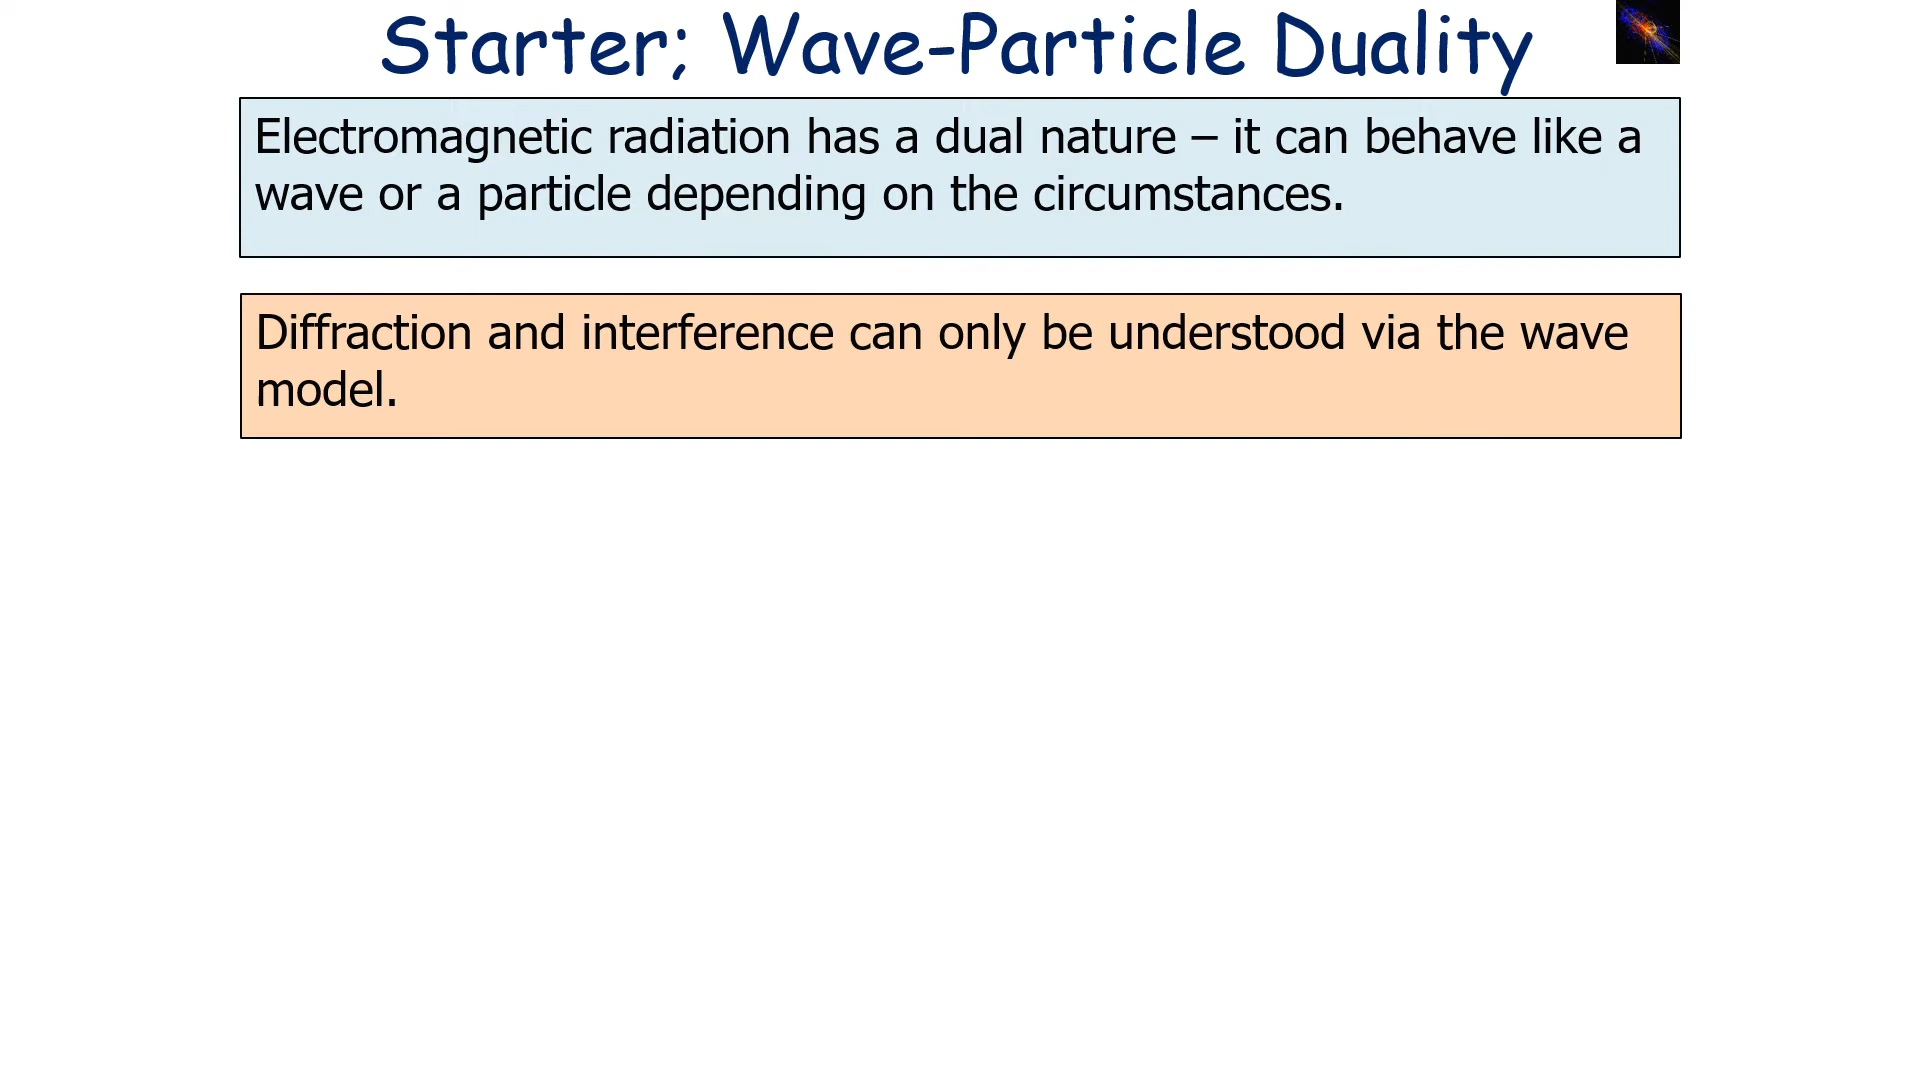 Starter; Wave-Particle Duality
Electromagnetic radiation has a dual nature – it can behave like a
wave or a particle depending on the circumstances.
Diffraction and interference can only be understood via the wave
model.